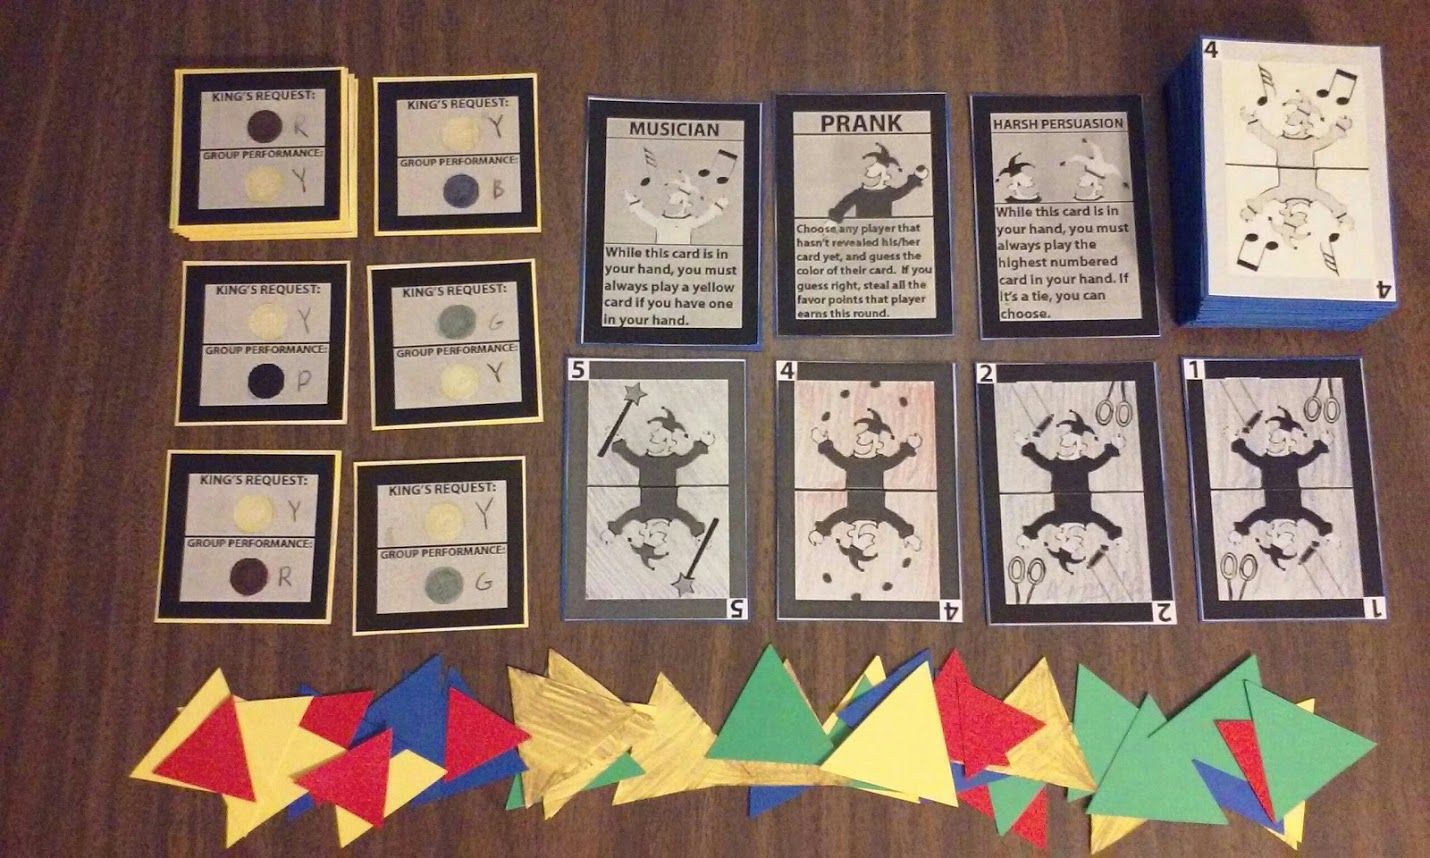 KING'S REQUEST:
R
GROUP PERFORMANCE:
Y
KING'S REQUEST:
Y
GROUP PERFORMANCE:
B
KING'S REQUEST:
Y
GROUP PERFORMANCE:
P
KING'S REQUEST:
G
GROUP PERFORMANCE:
Y
KING'S REQUEST:
Y
GROUP PERFORMANCE:
R
KING'S REQUEST:
Y
GROUP PERFORMANCE:
G
MUSICIAN
While this card is in
your hand, you must
always play a yellow
card if you have one
in your hand.
PRANK
Choose any player that
hasn't revealed his/her
card yet, and guess the
color of their card. If you
guess right, steal all the
favor points that player
earns this round.
HARSH PERSUASION
While this card is in
your hand, you must
always play the
highest numbered
card in your hand. If
it's a tie, you can
choose.
4
4
5
5
4
4
2
2
1
1